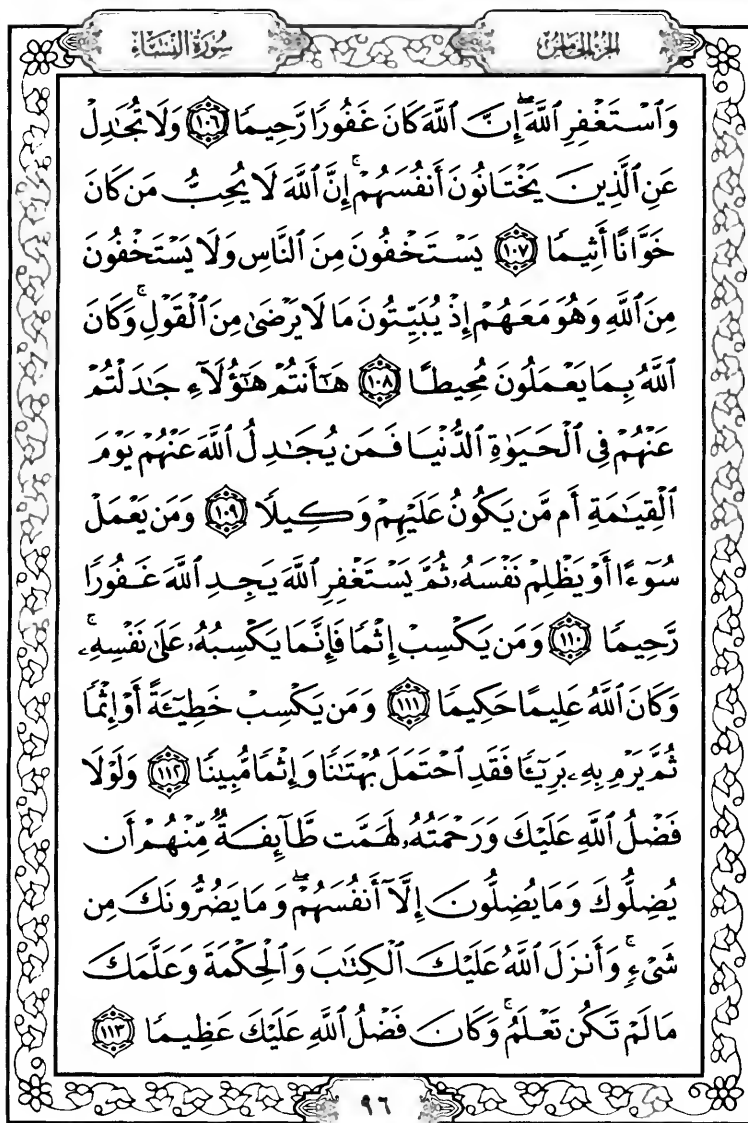 سُورَةُ النِّسَاءِ الجُزْءُ الخَامِسُ
وَٱسْتَغْفِرِ ٱللَّهَ ۖ إِنَّ ٱللَّهَ كَانَ غَفُورًا رَّحِيمًا ١٠٦ وَلَا تُجَٰدِلْ
عَنِ ٱلَّذِينَ يَخْتَانُونَ أَنفُسَهُمْ ۚ إِنَّ ٱللَّهَ لَا يُحِبُّ مَن كَانَ
خَوَّانًا أَثِيمًا ١٠٧ يَسْتَخْفُونَ مِنَ ٱلنَّاسِ وَلَا يَسْتَخْفُونَ
مِنَ ٱللَّهِ وَهُوَ مَعَهُمْ إِذْ يُبَيِّتُونَ مَا لَا يَرْضَىٰ مِنَ ٱلْقَوْلِ ۚ وَكَانَ
ٱللَّهُ بِمَا يَعْمَلُونَ مُحِيطًا ١٠٨ هَٰٓأَنتُمْ هَٰٓؤُلَآءِ جَٰدَلْتُمْ
عَنْهُمْ فِى ٱلْحَيَوٰةِ ٱلدُّنْيَا فَمَن يُجَٰدِلُ ٱللَّهَ عَنْهُمْ يَوْمَ
ٱلْقِيَٰمَةِ أَم مَّن يَكُونُ عَلَيْهِمْ وَكِيلًا ١٠٩ وَمَن يَعْمَلْ
سُوٓءًا أَوْ يَظْلِمْ نَفْسَهُۥ ثُمَّ يَسْتَغْفِرِ ٱللَّهَ يَجِدِ ٱللَّهَ غَفُورًا
رَّحِيمًا ١١٠ وَمَن يَكْسِبْ إِثْمًا فَإِنَّمَا يَكْسِبُهُۥ عَلَىٰ نَفْسِهِۦ ۚ
وَكَانَ ٱللَّهُ عَلِيمًا حَكِيمًا ١١١ وَمَن يَكْسِبْ خَطِيٓـَٔةً أَوْ إِثْمًا
ثُمَّ يَرْمِ بِهِۦ بَرِيٓـًٔا فَقَدِ ٱحْتَمَلَ بُهْتَٰنًا وَإِثْمًا مُّبِينًا ١١٢ وَلَوْلَا
فَضْلُ ٱللَّهِ عَلَيْكَ وَرَحْمَتُهُۥ لَهَمَّت طَّآئِفَةٌ مِّنْهُمْ أَن
يُضِلُّوكَ وَمَا يُضِلُّونَ إِلَّآ أَنفُسَهُمْ ۖ وَمَا يَضُرُّونَكَ مِن
شَىْءٍ ۚ وَأَنزَلَ ٱللَّهُ عَلَيْكَ ٱلْكِتَٰبَ وَٱلْحِكْمَةَ وَعَلَّمَكَ
مَا لَمْ تَكُن تَعْلَمُ ۚ وَكَانَ فَضْلُ ٱللَّهِ عَلَيْكَ عَظِيمًا ١١٣
٩٦